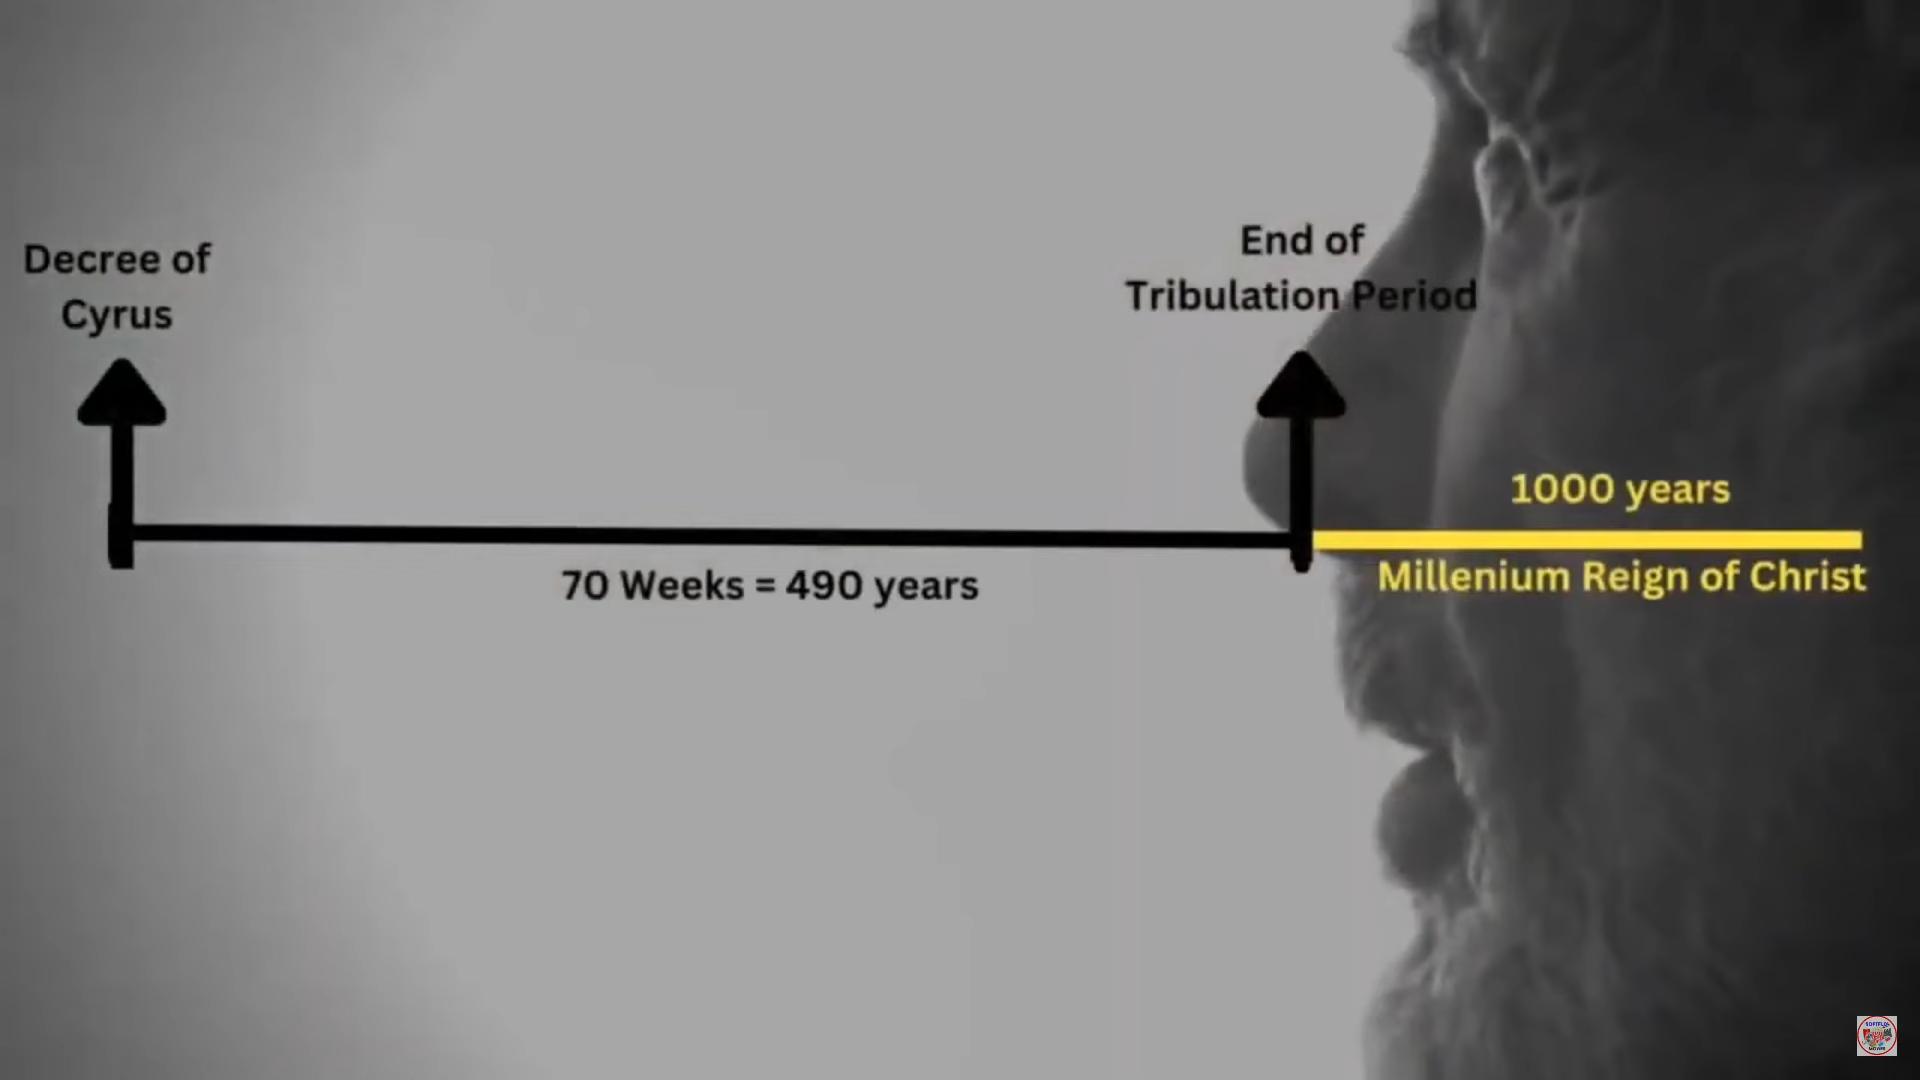 Decree of
Cyrus
End of
Tribulation Period
1000 years
Millenium Reign of Christ
70 Weeks = 490 years